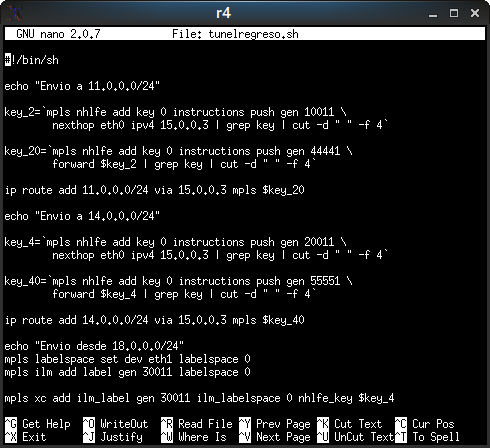 r4
GNU nano 2.0.7 File: tunelregreso.sh
#!/bin/sh
echo "Envio a 11.0.0.0/24"
key_2=`mpls nhlfe add key 0 instructions push gen 10011 \
nexthop eth0 ipv4 15.0.0.3 | grep key | cut -d " " -f 4`
key_20=`mpls nhlfe add key 0 instructions push gen 44441 \
forward $key_2 | grep key | cut -d " " -f 4`
ip route add 11.0.0.0/24 via 15.0.0.3 mpls $key_20
echo "Envio a 14.0.0.0/24"
key_4=`mpls nhlfe add key 0 instructions push gen 20011 \
nexthop eth0 ipv4 15.0.0.3 | grep key | cut -d " " -f 4`
key_40=`mpls nhlfe add key 0 instructions push gen 55551 \
forward $key_4 | grep key | cut -d " " -f 4`
ip route add 14.0.0.0/24 via 15.0.0.3 mpls $key_40
echo "Envio desde 18.0.0.0/24"
mpls labelspace set dev eth1 labelspace 0
mpls ilm add label gen 30011 labelspace 0
mpls xc add ilm_label gen 30011 ilm_labelspace 0 nhlfe_key $key_4
^G Get Help ^O WriteOut ^R Read File ^Y Prev Page ^K Cut Text ^C Cur Pos
^X Exit ^J Justify ^W Where Is ^V Next Page ^U UnCut Text ^T To Spell